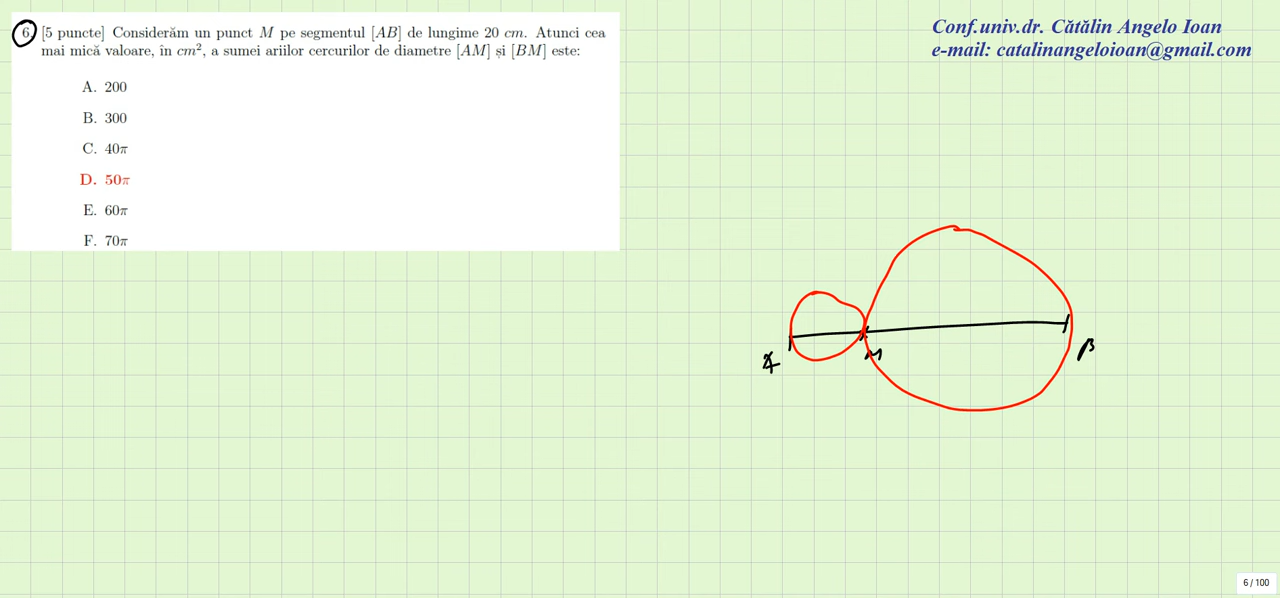 Conf.univ.dr. Cătălin Angelo Ioan
e-mail: catalinangeloioan@gmail.com
6. [5 puncte] Considerăm un punct M pe segmentul [AB] de lungime 20 cm. Atunci cea
mai mică valoare, în cm², a sumei ariilor cercurilor de diametre [AM] și [BM] este:
A. 200
B. 300
C. 40π
D. 50π
E. 60π
F. 70π
A
M
B
6 / 100